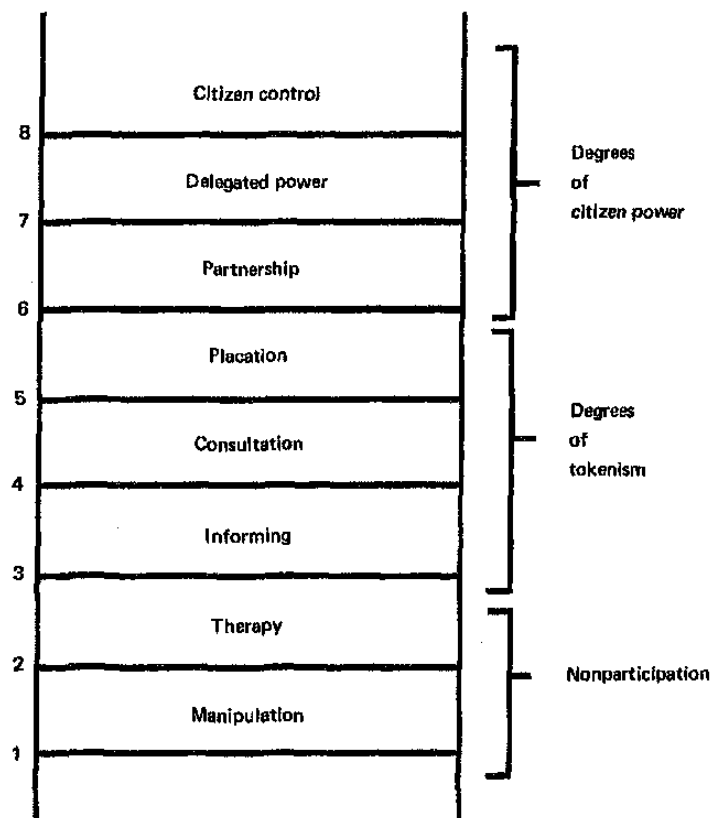 Citizen control
8
Delegated power
7
Partnership
6
Placation
5
Consultation
4
Informing
3
Therapy
2
Manipulation
1
Degrees
of
citizen power
Degrees
of
tokenism
Nonparticipation